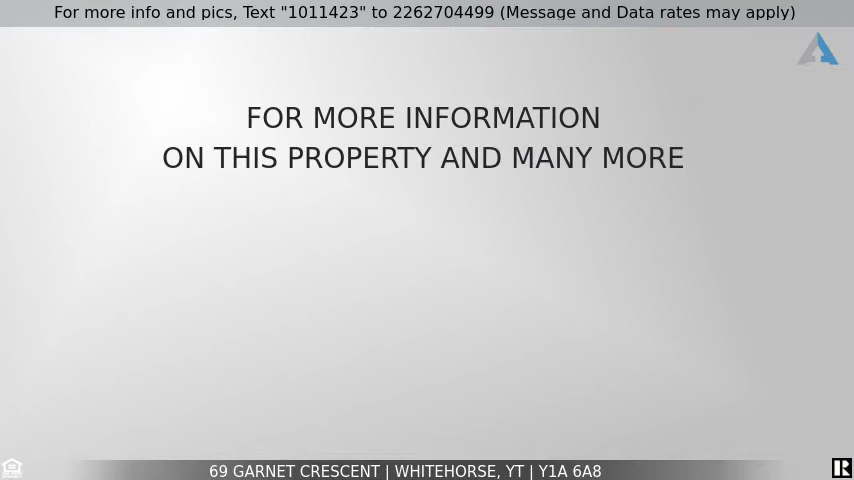 For more info and pics, Text "1011423" to 2262704499 (Message and Data rates may apply)
FOR MORE INFORMATION
ON THIS PROPERTY AND MANY MORE
69 GARNET CRESCENT | WHITEHORSE, YT | Y1A 6A8